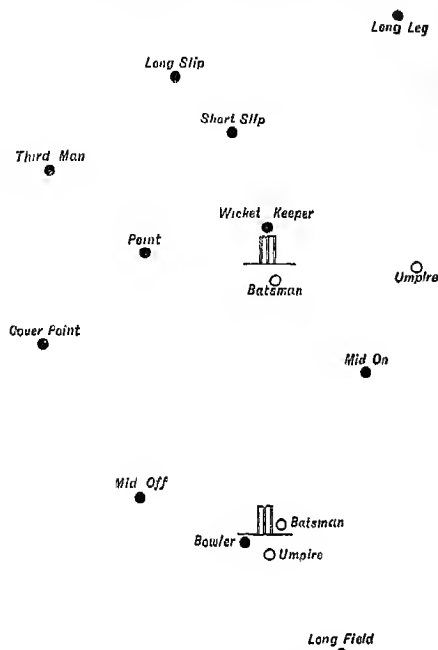 Long Leg
Long Slip
Short Slip
Third Man
Wicket Keeper
Point
Umpire
Batsman
Cover Point
Mid On
Mid Off
Batsman
Bowler
Umpire
Long Field